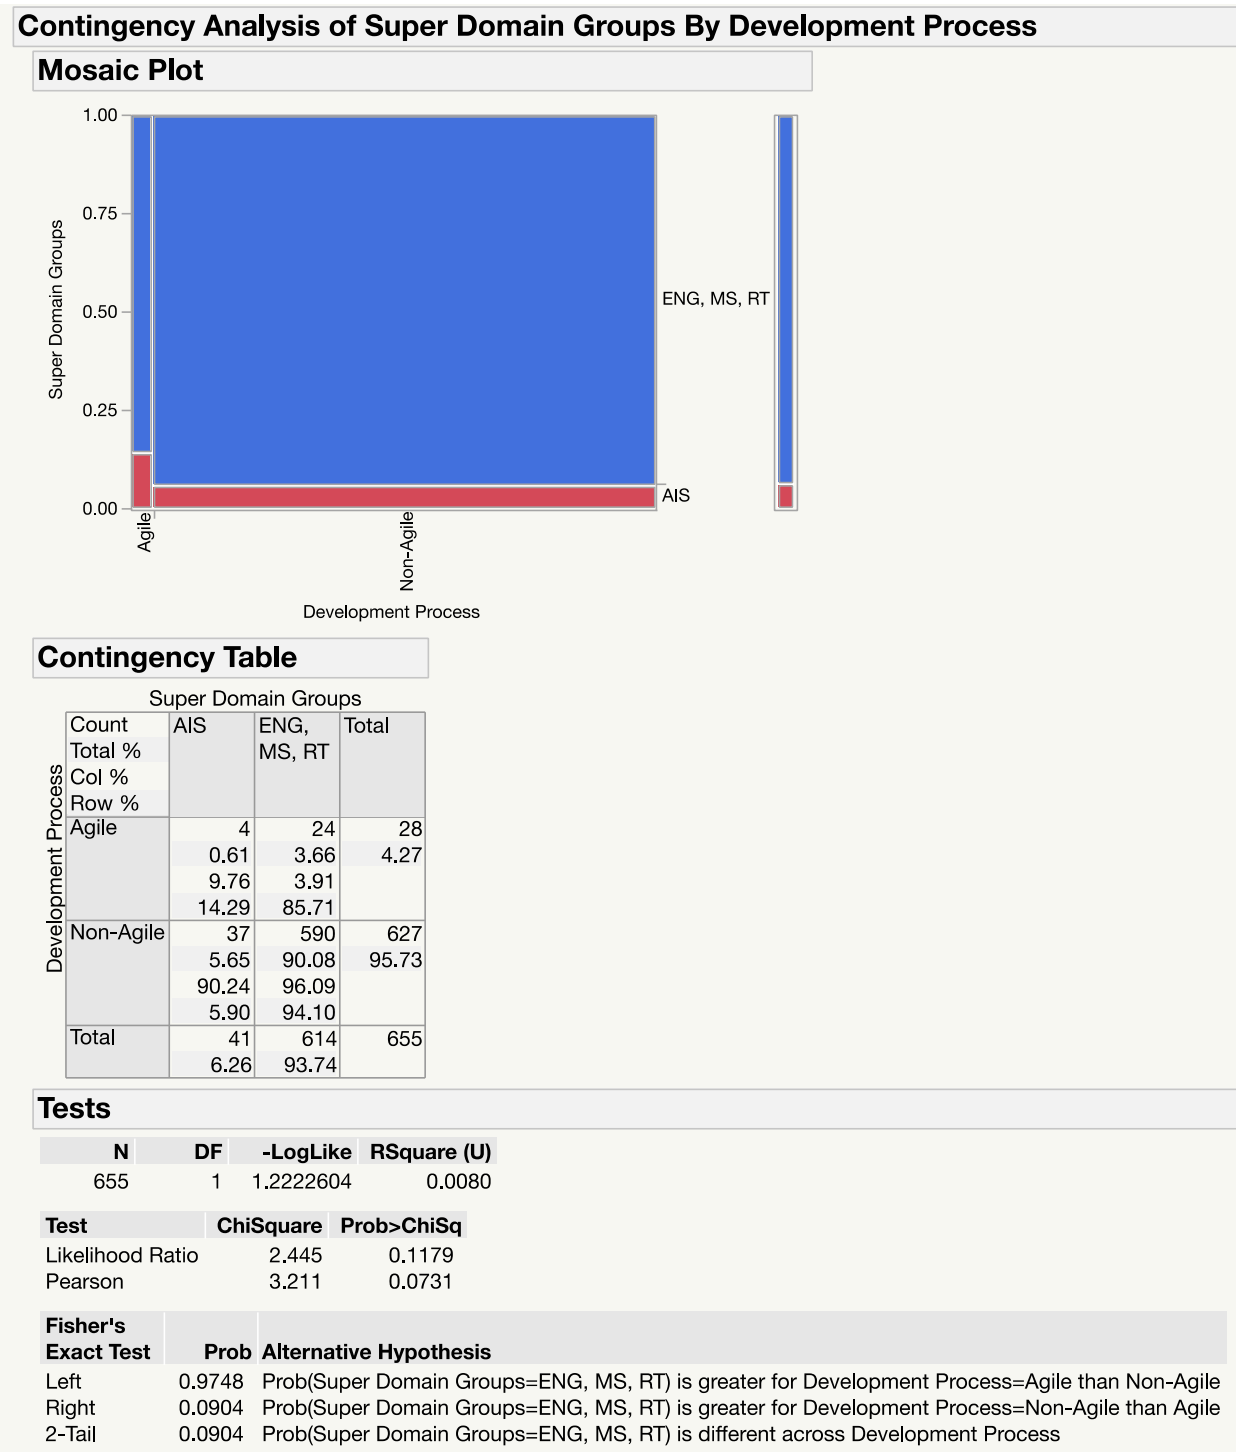 Contingency Analysis of Super Domain Groups By Development Process
Mosaic Plot
1.00
0.75
0.50
0.25
0.00
Super Domain Groups
ENG, MS, RT
AIS
Agile
Non-Agile
Development Process
Contingency Table
Super Domain Groups
Development Process
Count AIS ENG, Total
Total % MS, RT
Col %
Row %
Agile 4 24 28
0.61 3.66 4.27
9.76 3.91
14.29 85.71
Non-Agile 37 590 627
5.65 90.08 95.73
90.24 96.09
5.90 94.10
Total 41 614 655
6.26 93.74
Tests
N DF -LogLike RSquare (U)
655 1 1.2222604 0.0080
Test ChiSquare Prob>ChiSq
Likelihood Ratio 2.445 0.1179
Pearson 3.211 0.0731
Fisher's
Exact Test Prob Alternative Hypothesis
Left 0.9748 Prob(Super Domain Groups=ENG, MS, RT) is greater for Development Process=Agile than Non-Agile
Right 0.0904 Prob(Super Domain Groups=ENG, MS, RT) is greater for Development Process=Non-Agile than Agile
2-Tail 0.0904 Prob(Super Domain Groups=ENG, MS, RT) is different across Development Process